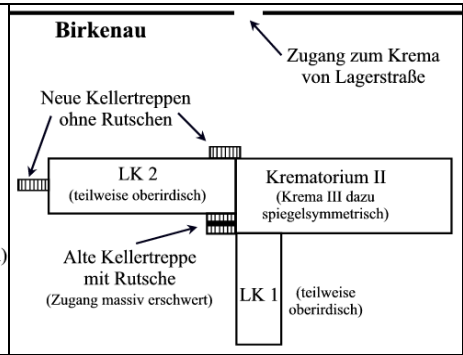 Birkenau
Zugang zum Krema
von Lagerstraße
Neue Kellertreppen
ohne Rutschen
LK 2
(teilweise oberirdisch)
Krematorium II
(Krema III dazu
spiegelsymmetrisch)
)
Alte Kellertreppe
mit Rutsche
(Zugang massiv erschwert)
LK 1
(teilweise
oberirdisch)